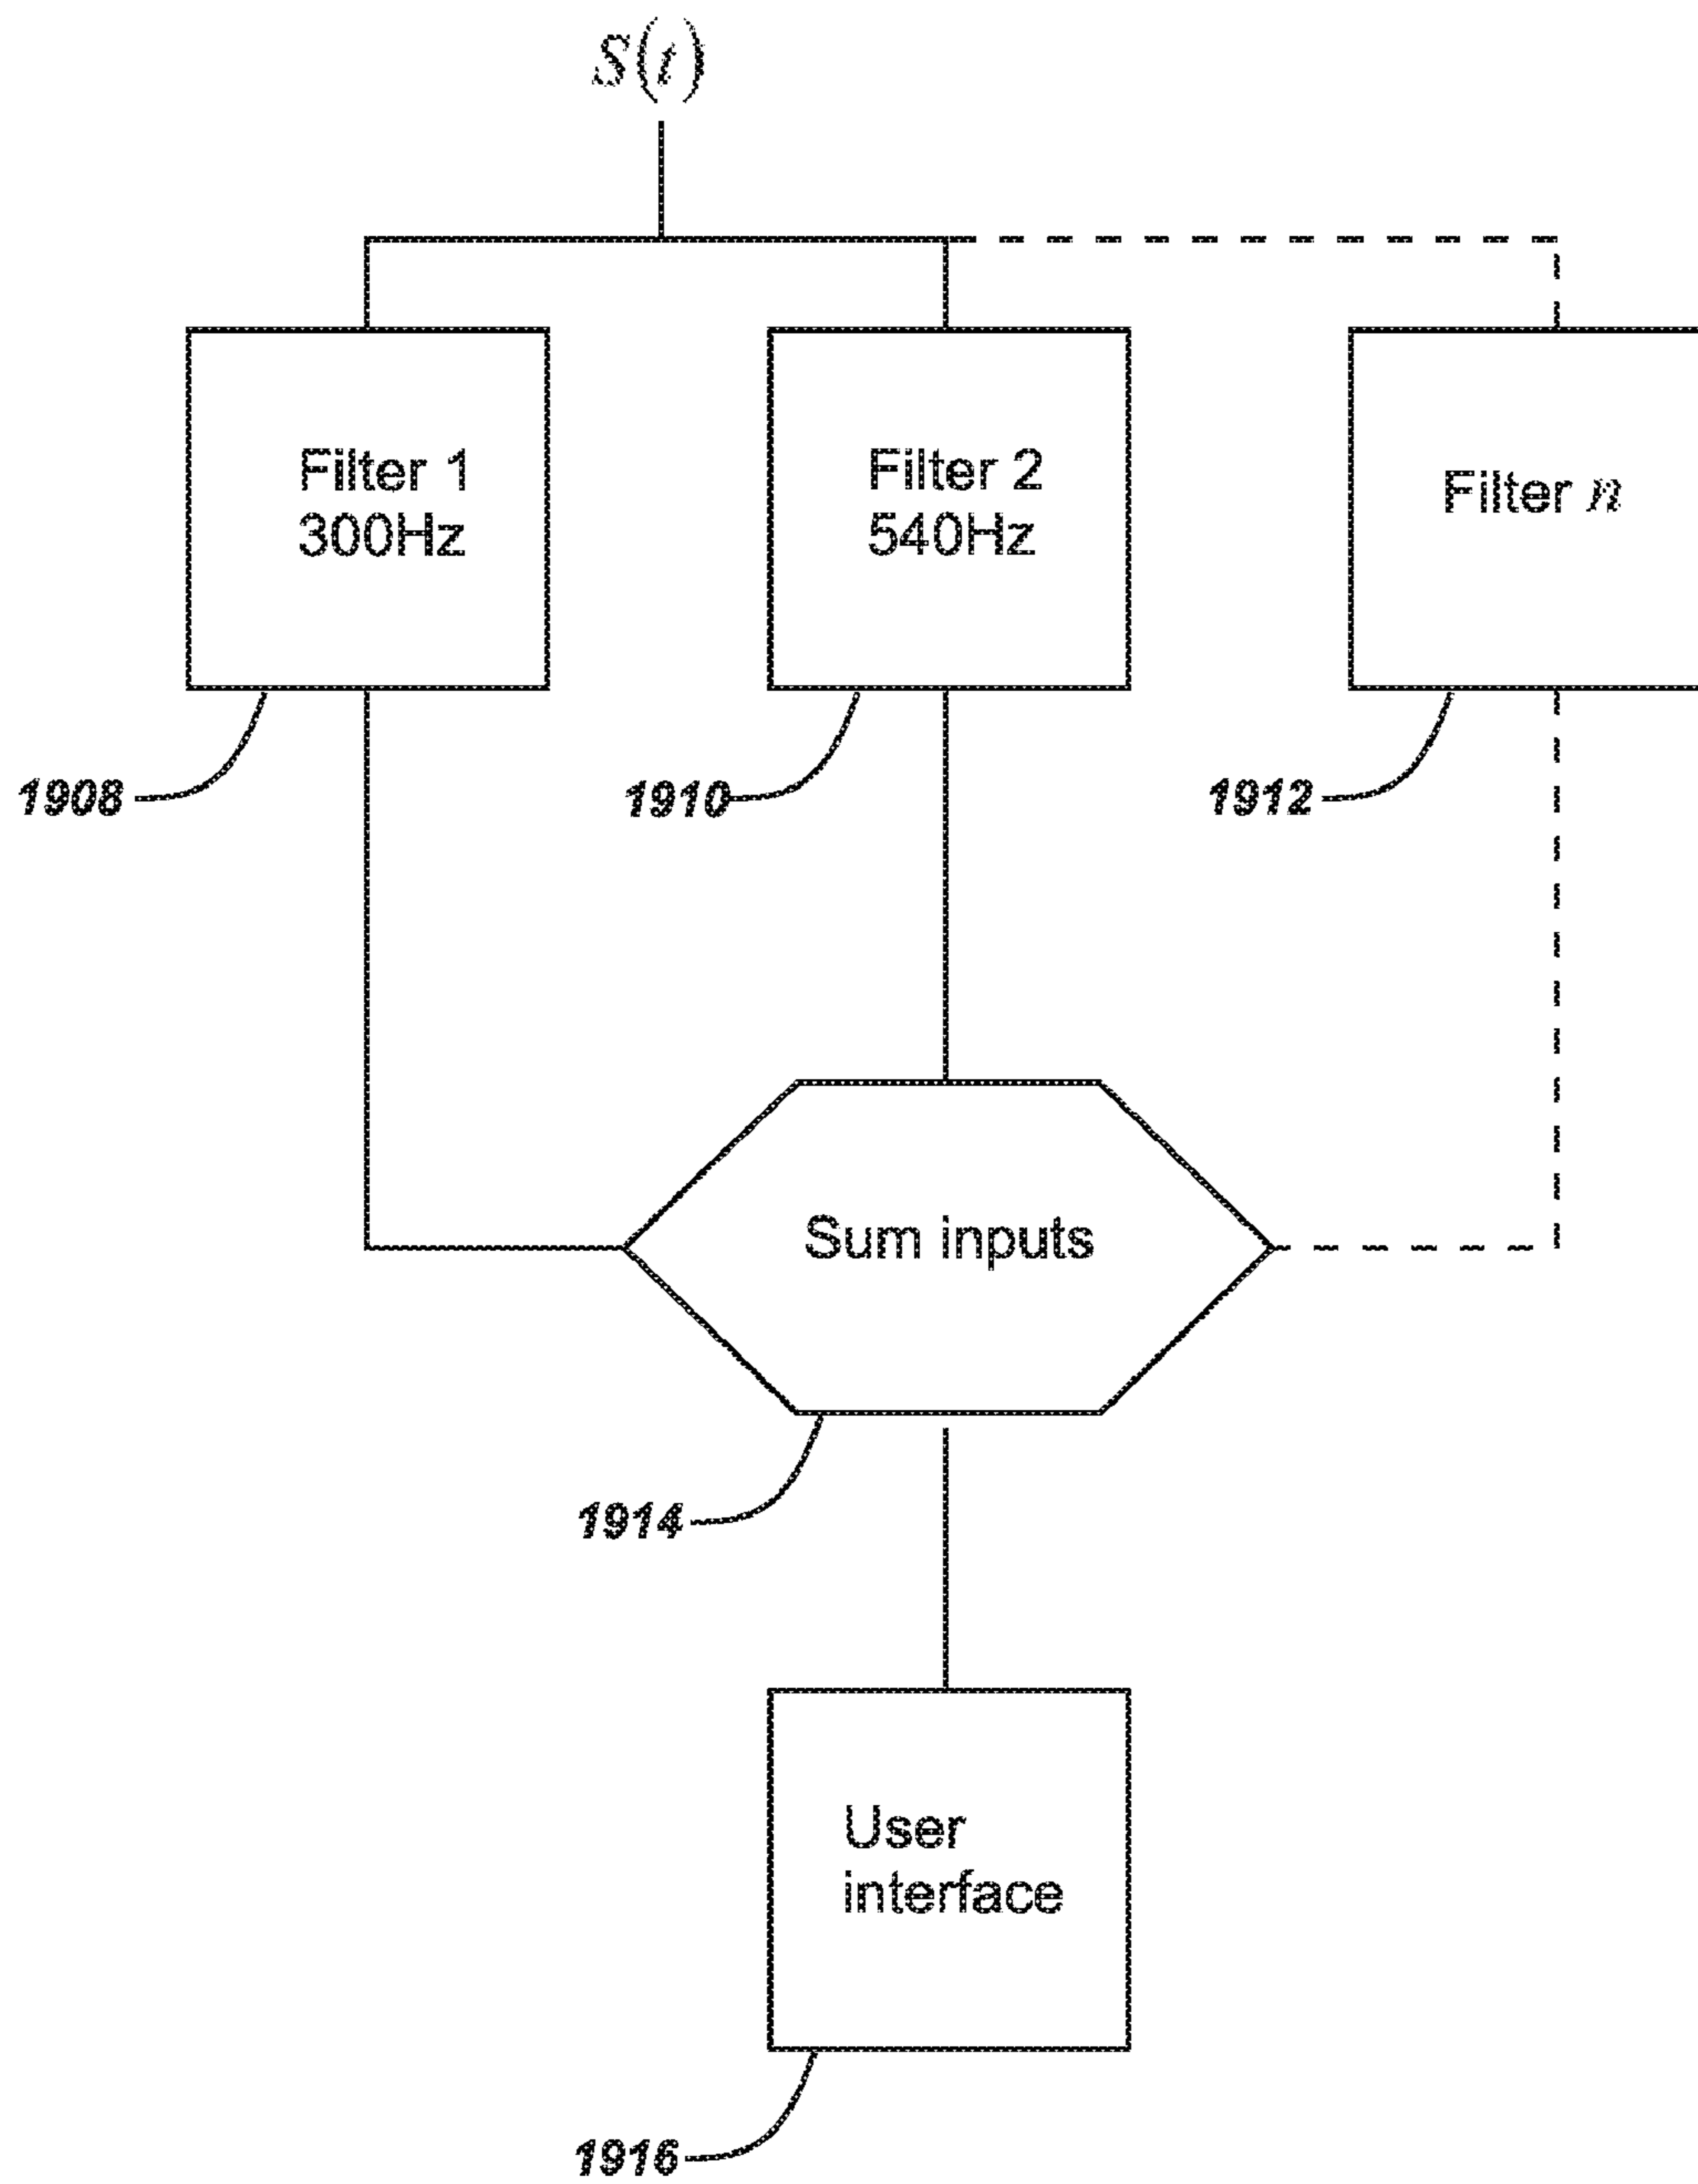 S(t)
Filter 1
300Hz
Filter 2
540Hz
Filter n
1908
1910
1912
Sum inputs
1914
User
interface
1916